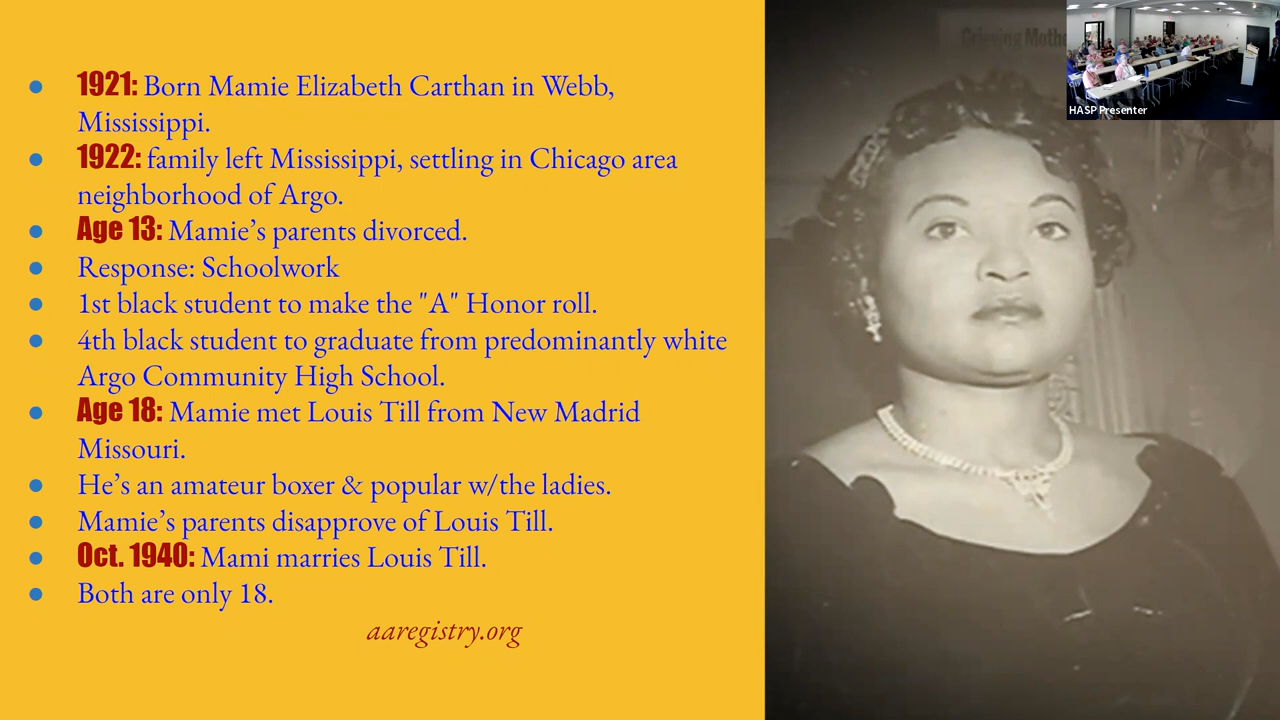 1921: Born Mamie Elizabeth Carthan in Webb,
Mississippi.
1922: family left Mississippi, settling in Chicago area
neighborhood of Argo.
Age 13: Mamie’s parents divorced.
Response: Schoolwork
1st black student to make the "A" Honor roll.
4th black student to graduate from predominantly white
Argo Community High School.
Age 18: Mamie met Louis Till from New Madrid
Missouri.
He’s an amateur boxer & popular w/the ladies.
Mamie’s parents disapprove of Louis Till.
Oct. 1940: Mami marries Louis Till.
Both are only 18.
aaregistry.org
Grieving
HASP Presenter